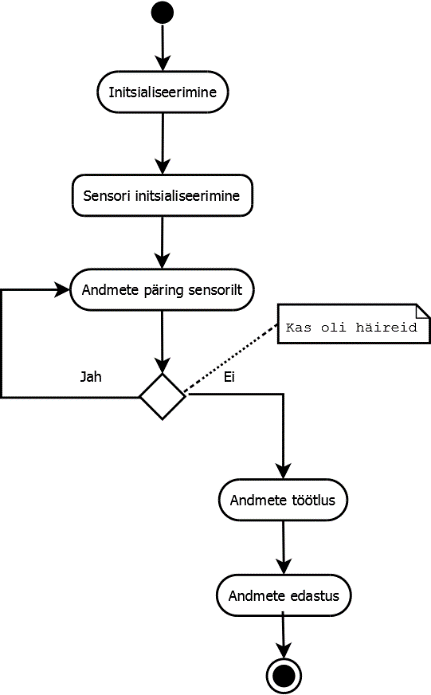 Initsialiseerimine
Sensori initsialiseerimine
Andmete päring sensorilt
Kas oli häireid
Jah
Ei
Andmete töötlus
Andmete edastus